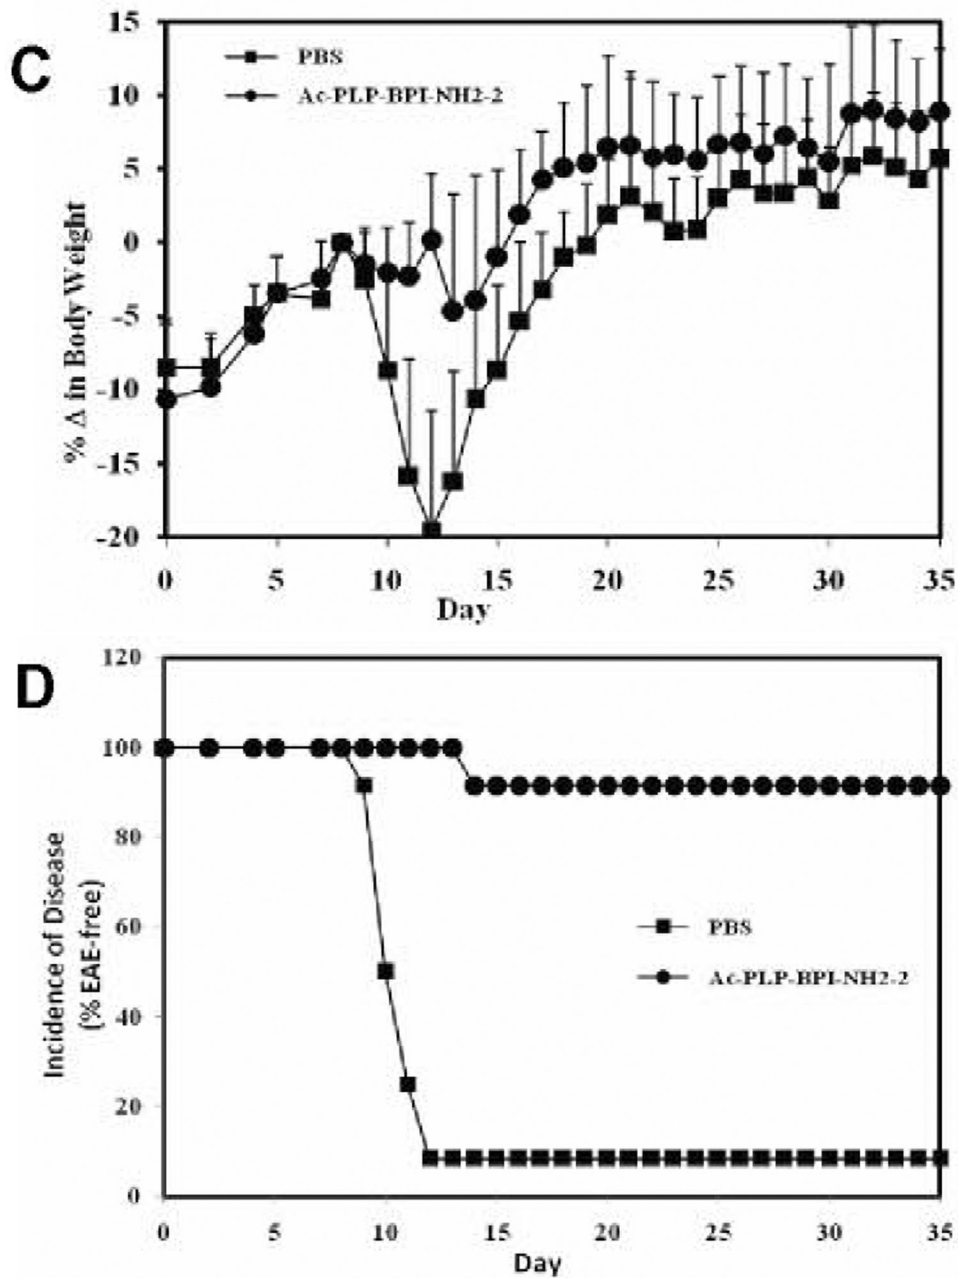 C
15
10
5
0
-5
-10
-15
-20
% Δ in Body Weight
PBS
Ac-PLP-BPI-NH2-2
0 5 10 15 20 25 30 35
Day
D
120
100
80
60
40
20
0
Incidence of Disease
(% EAE-free)
PBS
Ac-PLP-BPI-NH2-2
0 5 10 15 20 25 30 35
Day